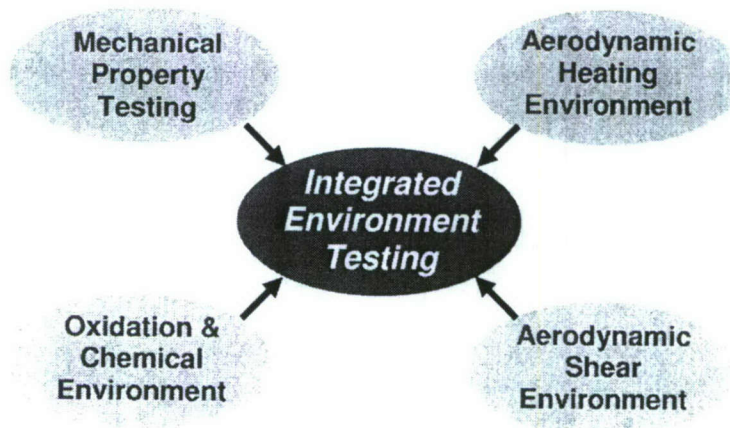 Mechanical
Property
Testing
Aerodynamic
Heating
Environment
Integrated
Environment
Testing
Oxidation &
Chemical
Environment
Aerodynamic
Shear
Environment